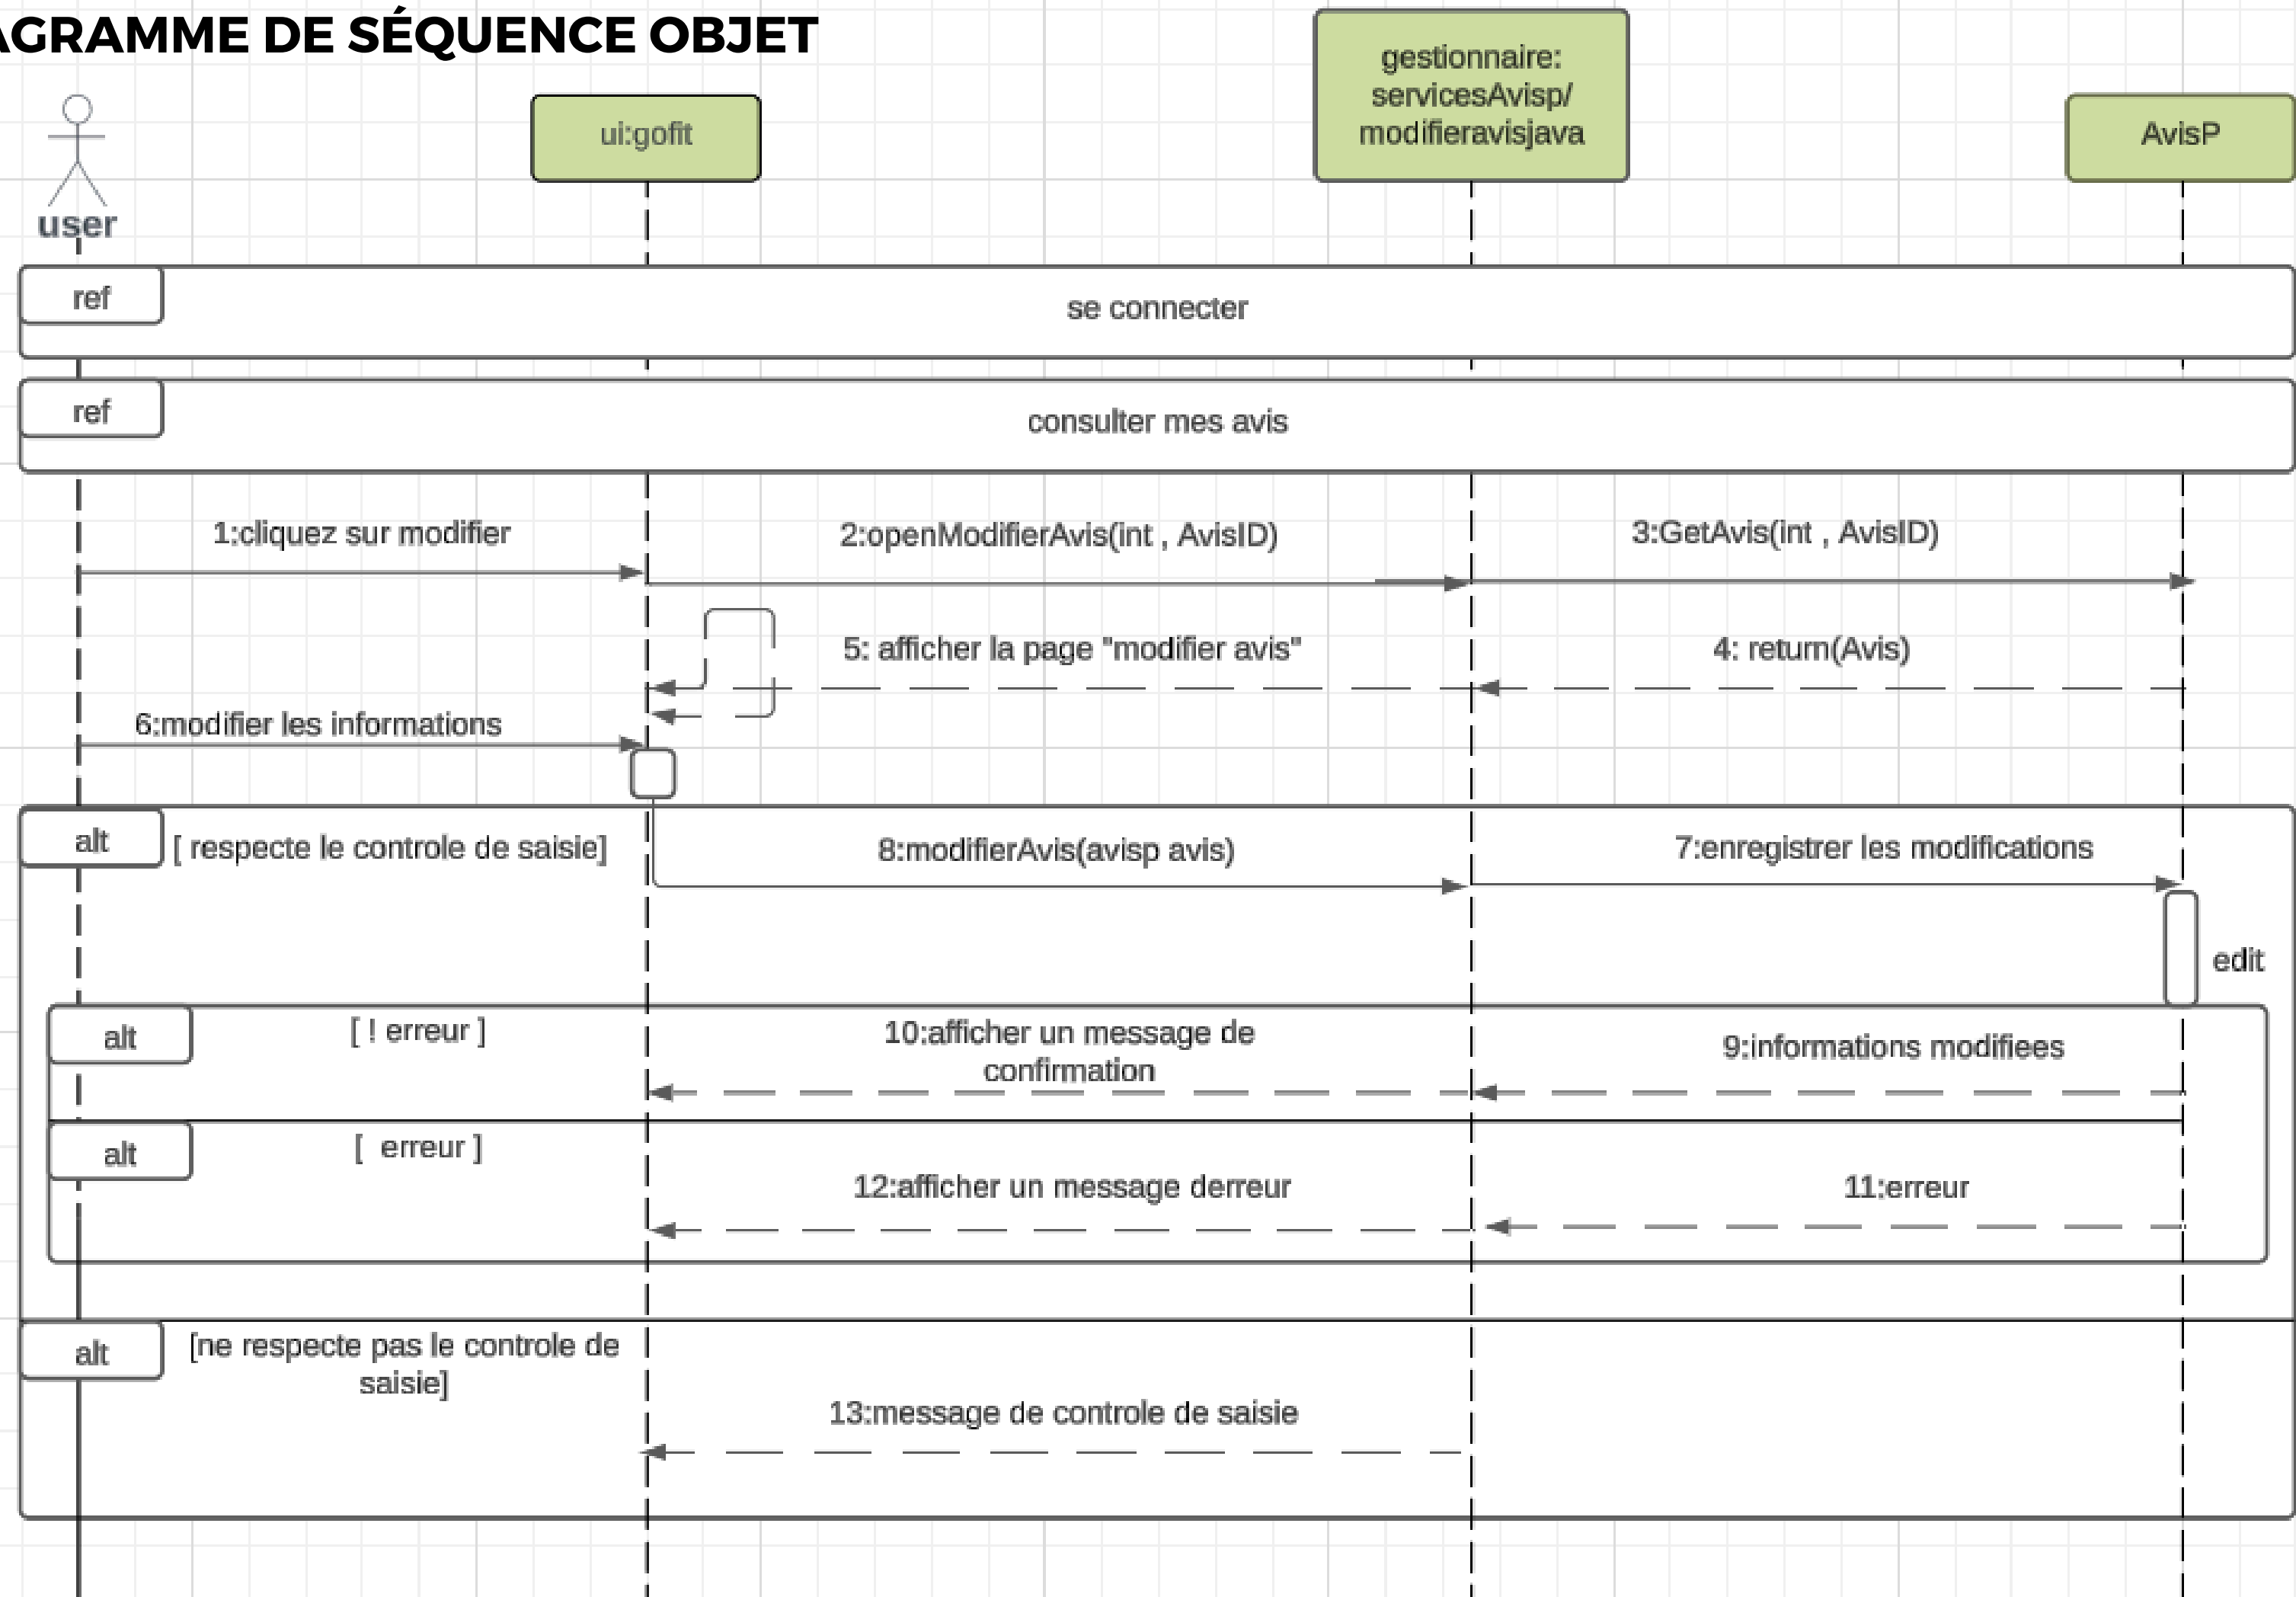 AGRAMME DE SÉQUENCE OBJET
gestionnaire:
servicesAvisp/
modifieravisjava
ui:gofit
AvisP
user
ref
se connecter
ref
consulter mes avis
1:cliquez sur modifier
2:openModifierAvis(int , AvisID)
3:GetAvis(int , AvisID)
5: afficher la page "modifier avis"
4: return(Avis)
6:modifier les informations
alt
[ respecte le controle de saisie]
8:modifierAvis(avisp avis)
7:enregistrer les modifications
edit
alt
[ ! erreur ]
10:afficher un message de
confirmation
9:informations modifiees
alt
[ erreur ]
12:afficher un message derreur
11:erreur
alt
[ne respecte pas le controle de
saisie]
13:message de controle de saisie